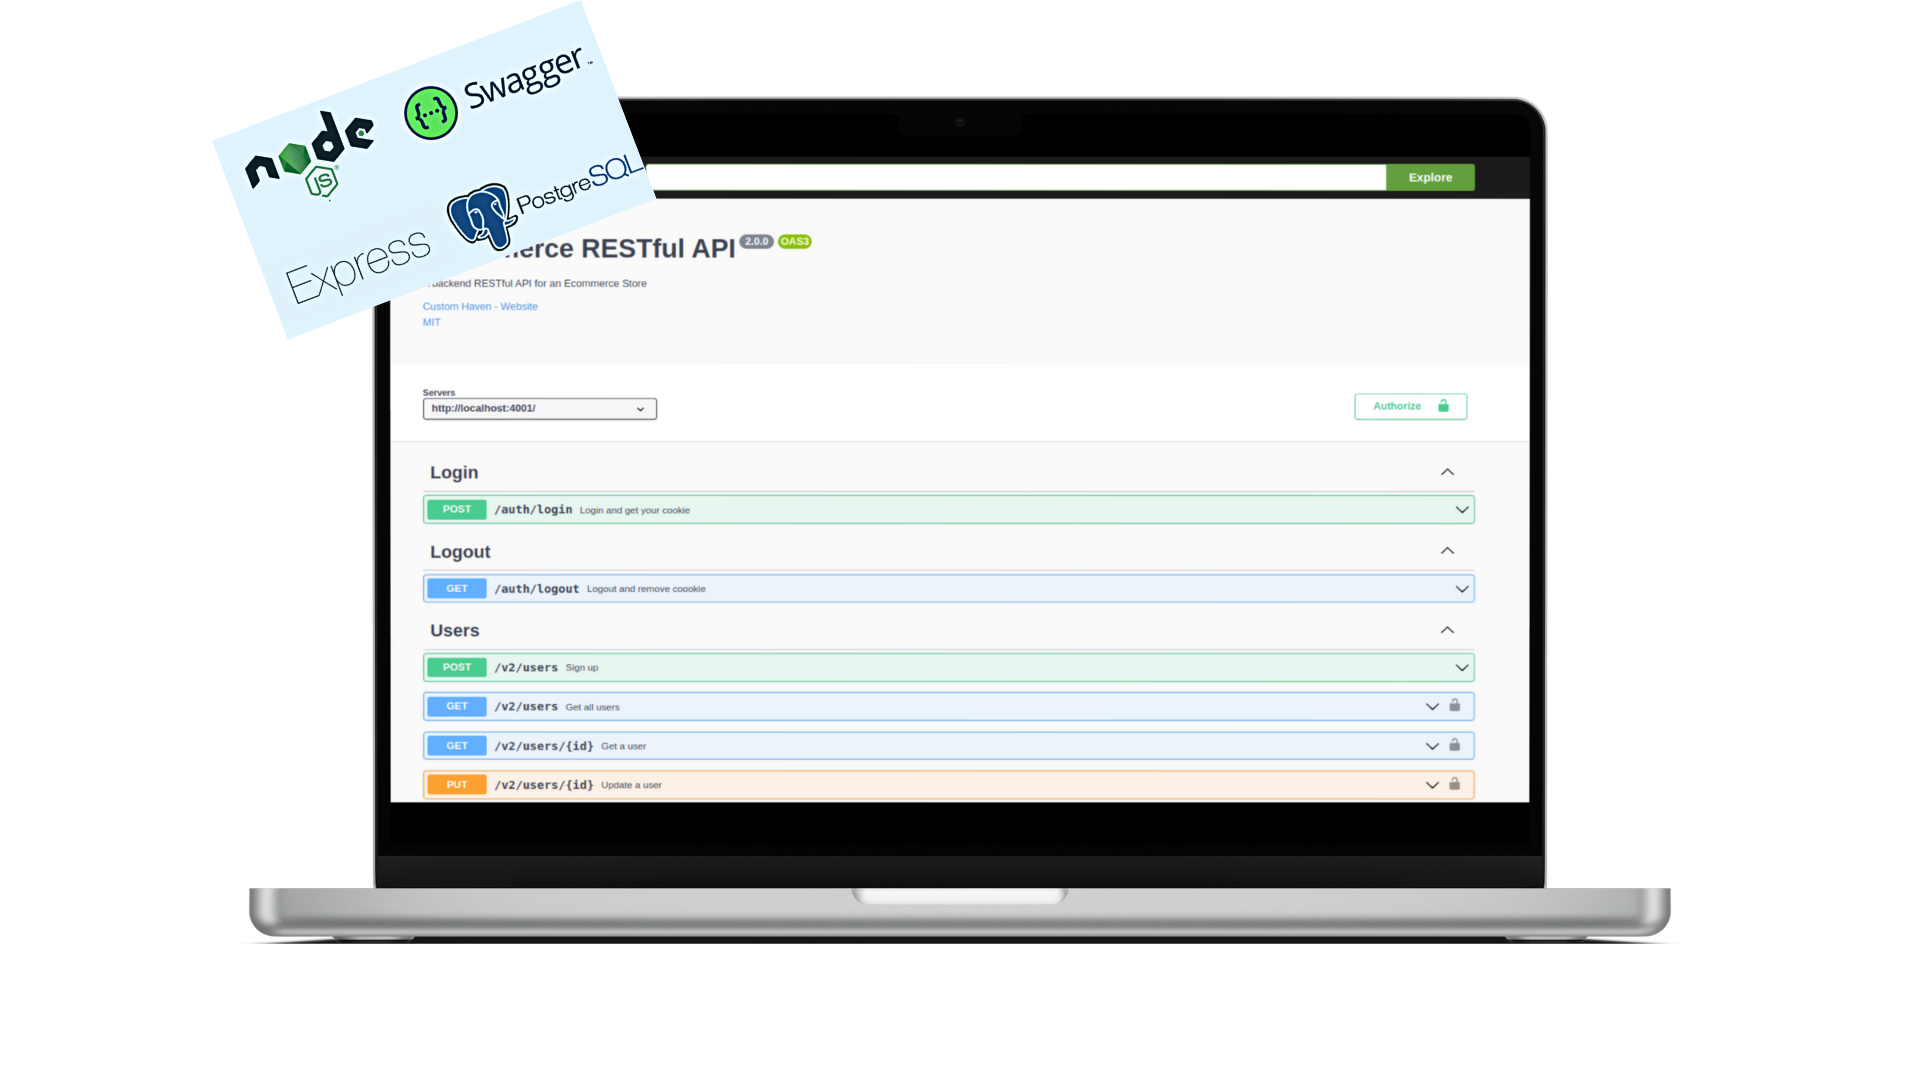 node
JS
Swagger
PostgreSQL
Express
Explore
erce RESTful API 2.0.0 OAS3
backend RESTful API for an Ecommerce Store
Custom Haven - Website
MIT
Servers
http://localhost:4001/
Authorize
Login
POST /auth/login Login and get your cookie
Logout
GET /auth/logout Logout and remove coookie
Users
POST /v2/users Sign up
GET /v2/users Get all users
GET /v2/users/{id} Get a user
PUT /v2/users/{id} Update a user